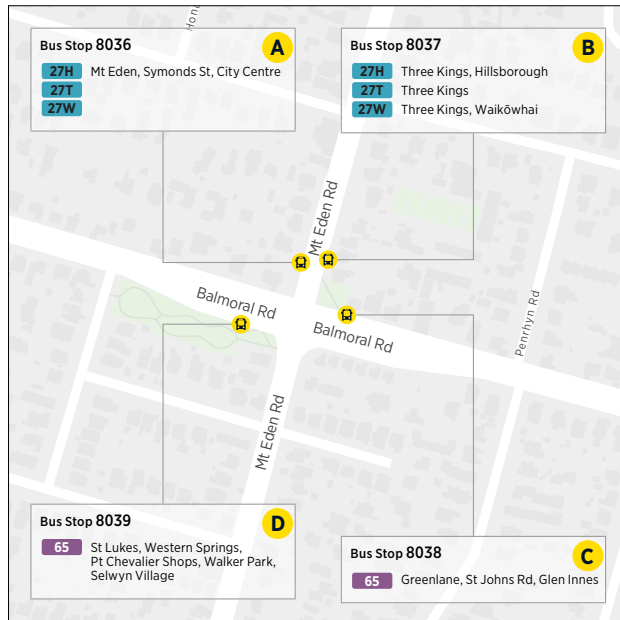 Bus Stop 8036
A
27H Mt Eden, Symonds St, City Centre
27T
27W
Bus Stop 8037
B
27H Three Kings, Hillsborough
27T Three Kings
27W Three Kings, Waikōwhai
Mt Eden Rd
Balmoral Rd
Balmoral Rd
Penrhyn Rd
Mt Eden Rd
Bus Stop 8039
D
65 St Lukes, Western Springs,
Pt Chevalier Shops, Walker Park,
Selwyn Village
Bus Stop 8038
C
65 Greenlane, St Johns Rd, Glen Innes